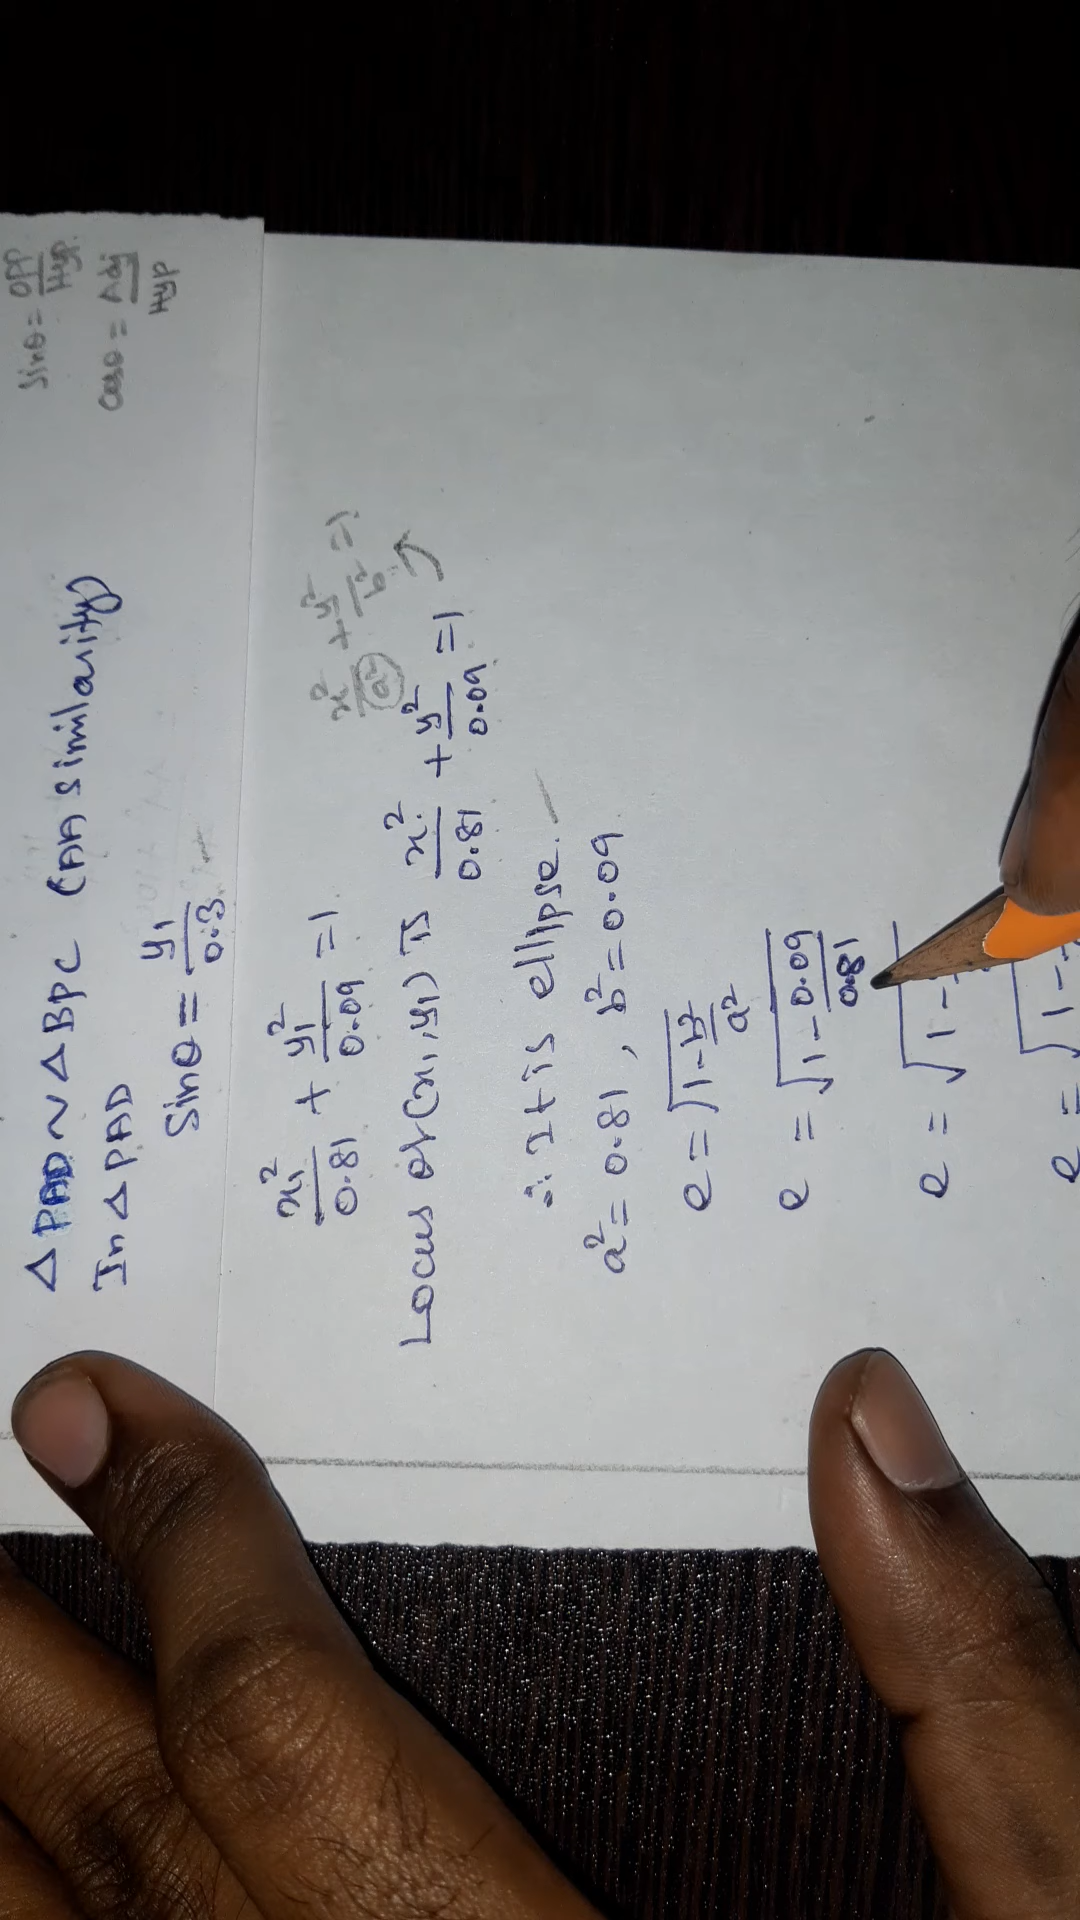 △PAD ~ △BPC (AA similarity)
sinθ = Opp / Hyp.
cosθ = Adj / Hyp
In △PAD
Sinθ = y₁ / 0.3
x₁² / 0.81 + y₁² / 0.09 = 1
x² / a² + y² / b² = 1
Locus of (x₁, y₁) is x² / 0.81 + y² / 0.09 = 1
∴ It is ellipse.
a² = 0.81, b² = 0.09
e = √(1 - b² / a²)
e = √(1 - 0.09 / 0.81)
e = √(1 -
e = √(1 -